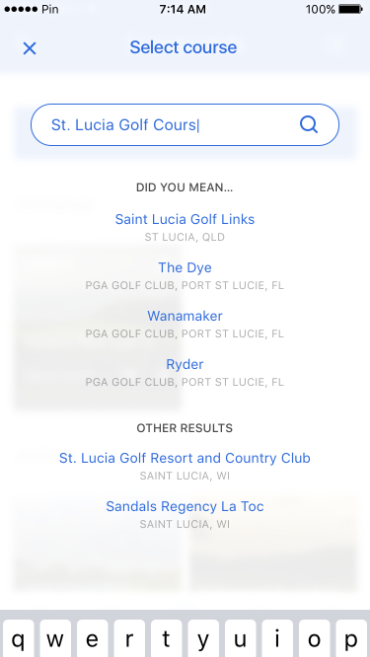 Pin 7:14 AM 100%
Select course
St. Lucia Golf Cours
DID YOU MEAN...
Saint Lucia Golf Links
ST LUCIA, QLD
The Dye
PGA GOLF CLUB, PORT ST LUCIE, FL
Wanamaker
PGA GOLF CLUB, PORT ST LUCIE, FL
Ryder
PGA GOLF CLUB, PORT ST LUCIE, FL
OTHER RESULTS
St. Lucia Golf Resort and Country Club
SAINT LUCIA, WI
Sandals Regency La Toc
SAINT LUCIA, WI
q w e r t y u i o p